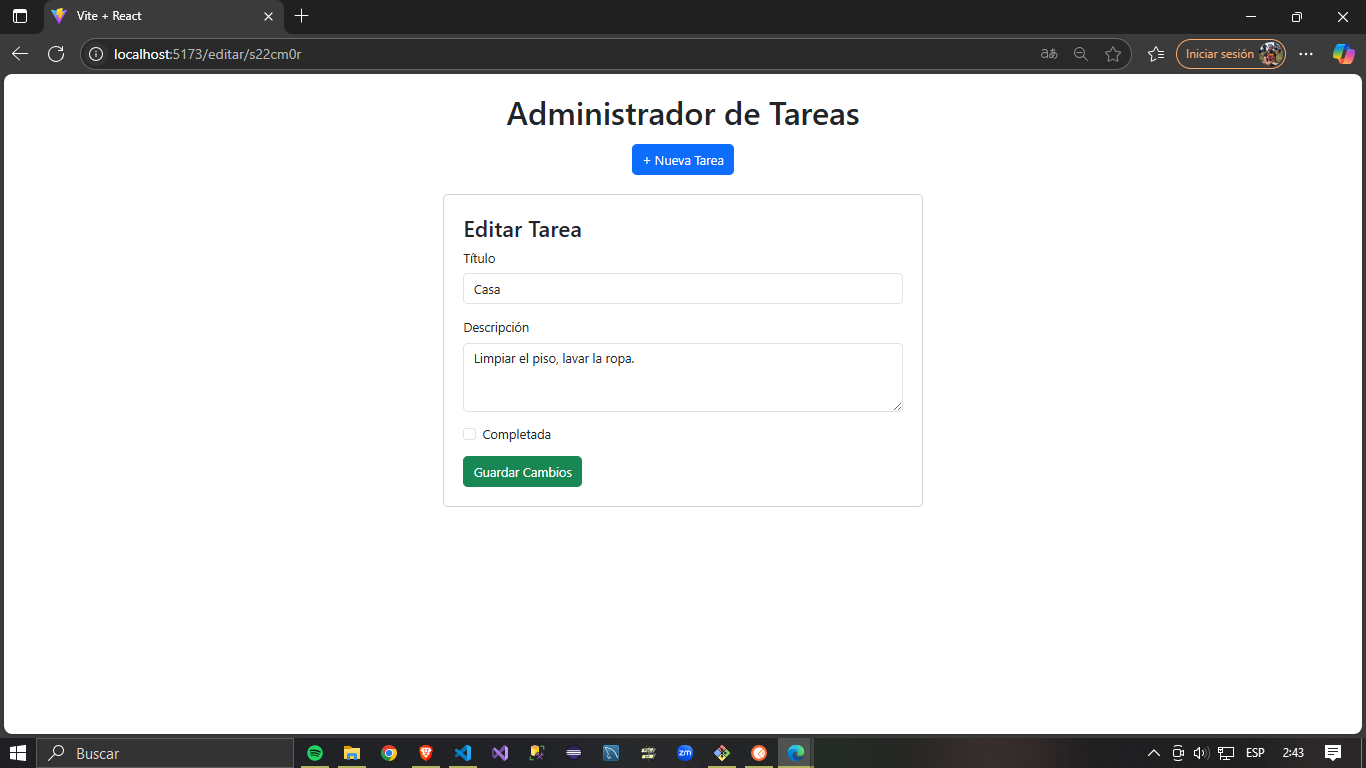 Vite + React
localhost:5173/editar/s22cm0r
Iniciar sesión
Administrador de Tareas
+ Nueva Tarea
Editar Tarea
Título
Casa
Descripción
Limpiar el piso, lavar la ropa.
Completada
Guardar Cambios
Buscar
zm
ESP
2:43